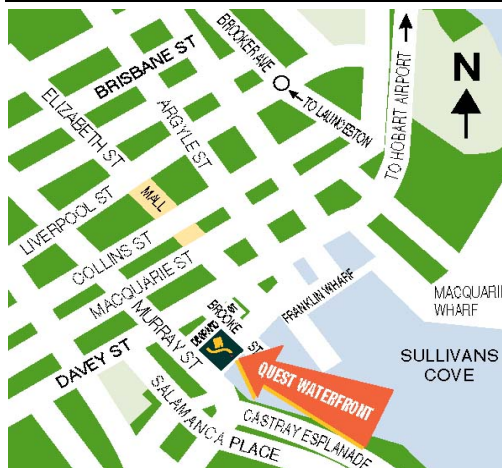 BRISBANE ST
BROOKER AVE
TO LAUNCESTON
TO HOBART AIRPORT
N
ELIZABETH ST
ARGYLE ST
MALL
LIVERPOOL ST
COLLINS ST
MACQUARIE ST
MURRAY ST
DAVEY ST
BROOKE
ST
FRANKLIN WHARF
MACQUARIE
WHARF
SULLIVANS
COVE
QUEST WATERFRONT
SALAMANCA PLACE
CASTRAY ESPLANADE